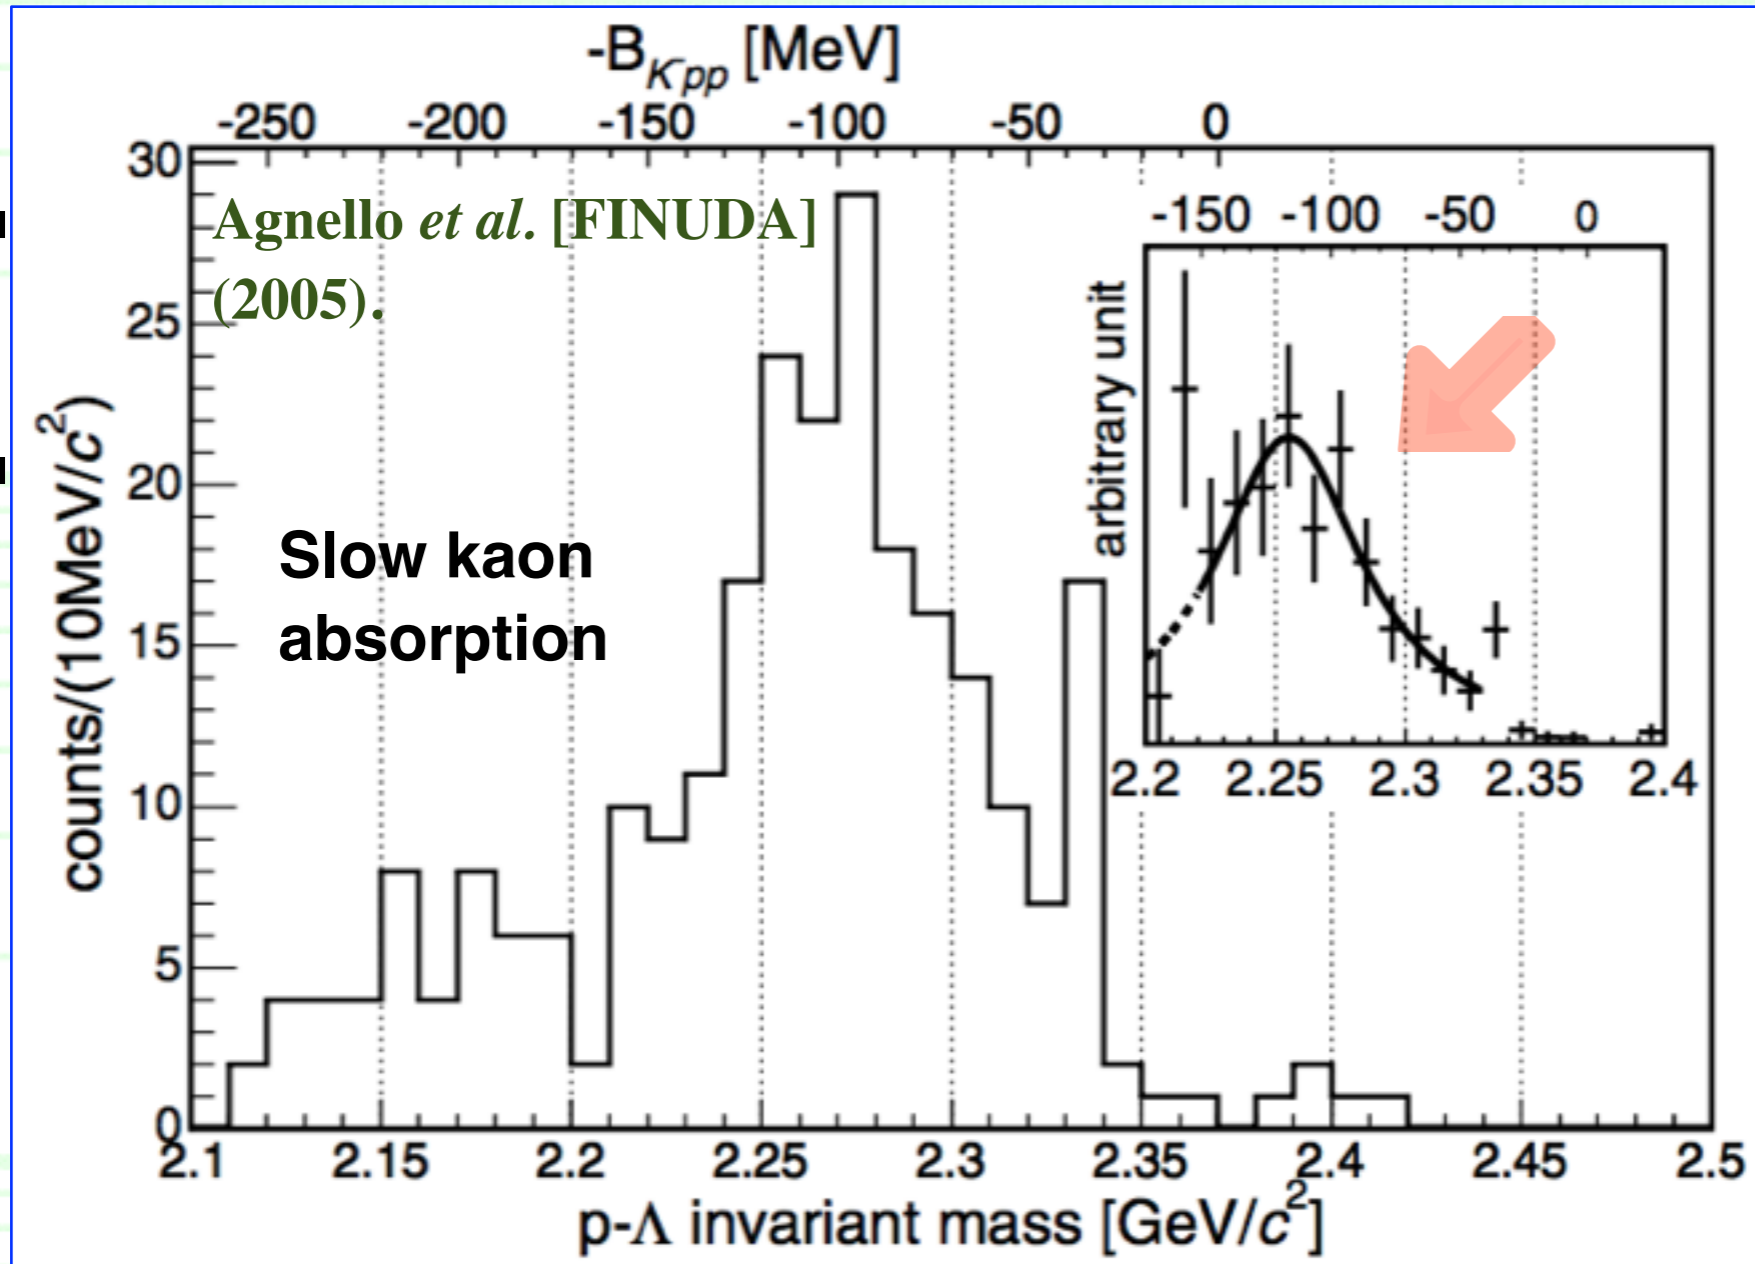 -B_K⁻pp [MeV]
-250 -200 -150 -100 -50 0
30
25
20
15
10
5
0
counts/(10MeV/c²)
Agnello et al. [FINUDA]
(2005).
Slow kaon
absorption
-150 -100 -50 0
arbitrary unit
2.2 2.25 2.3 2.35 2.4
2.1 2.15 2.2 2.25 2.3 2.35 2.4 2.45 2.5
p-Λ invariant mass [GeV/c²]